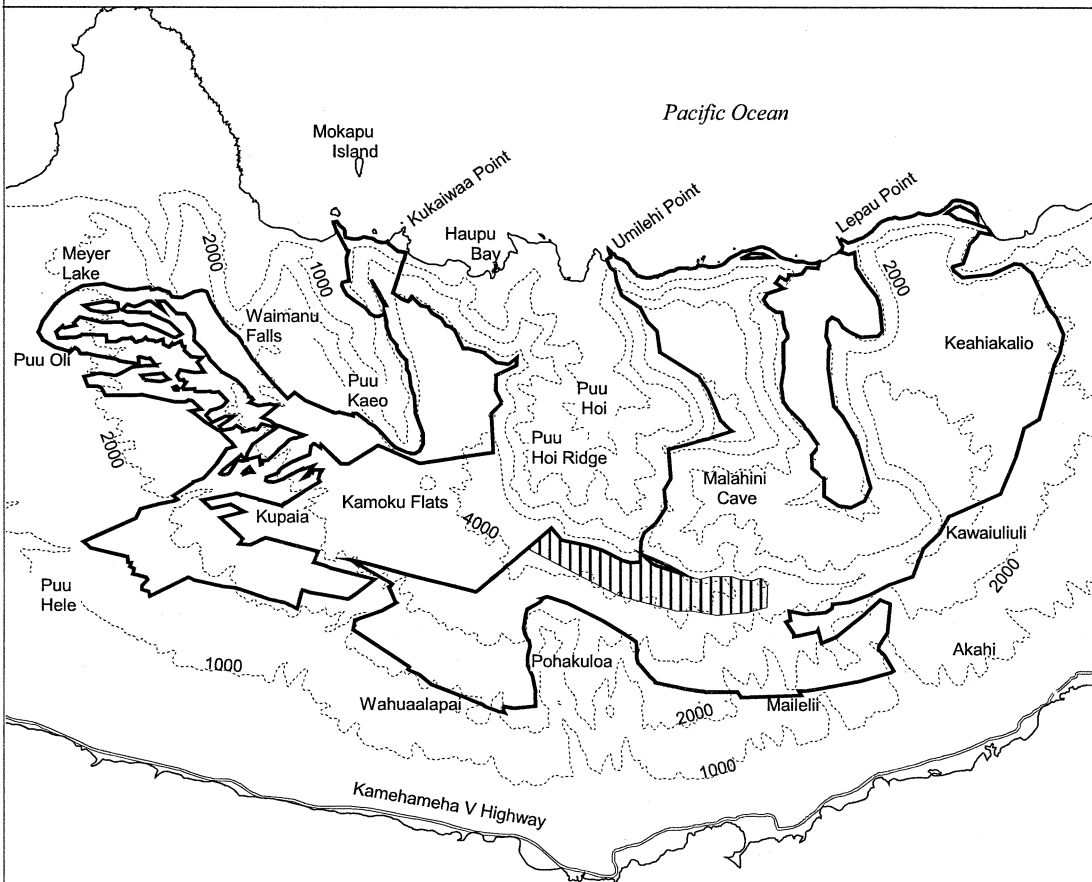 Pacific Ocean
Mokapu
Island
Kukaiwaa Point
Umilehi Point
Lepau Point
Haupu
Bay
Meyer
Lake
2000
1000
2000
Waimanu
Falls
Puu Oli
Keahiakalio
Puu
Kaeo
Puu
Hoi
Puu
Hoi Ridge
2000
Malahini
Cave
Kamoku Flats
Kupaia
4000
Kawaiuliuli
2000
Puu
Hele
1000
Pohakuloa
Akahi
Wahuaalapai
2000
Mailelii
1000
Kamehameha V Highway